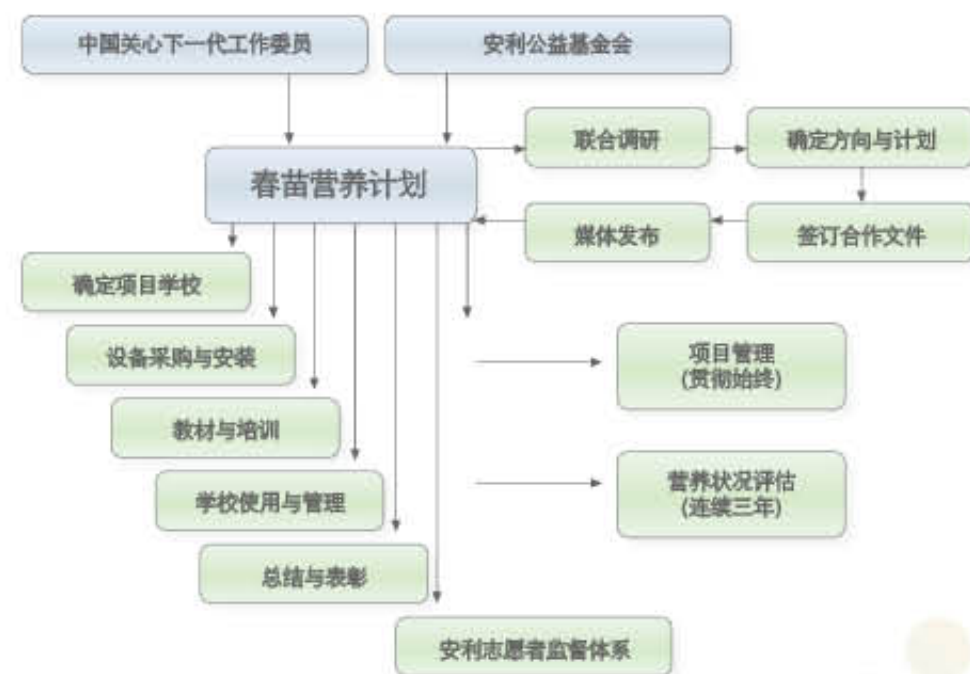 中国关心下一代工作委员
安利公益基金会
春苗营养计划
联合调研
确定方向与计划
媒体发布
签订合作文件
确定项目学校
设备采购与安装
教材与培训
学校使用与管理
总结与表彰
安利志愿者监督体系
项目管理
(贯彻始终)
营养状况评估
(连续三年)